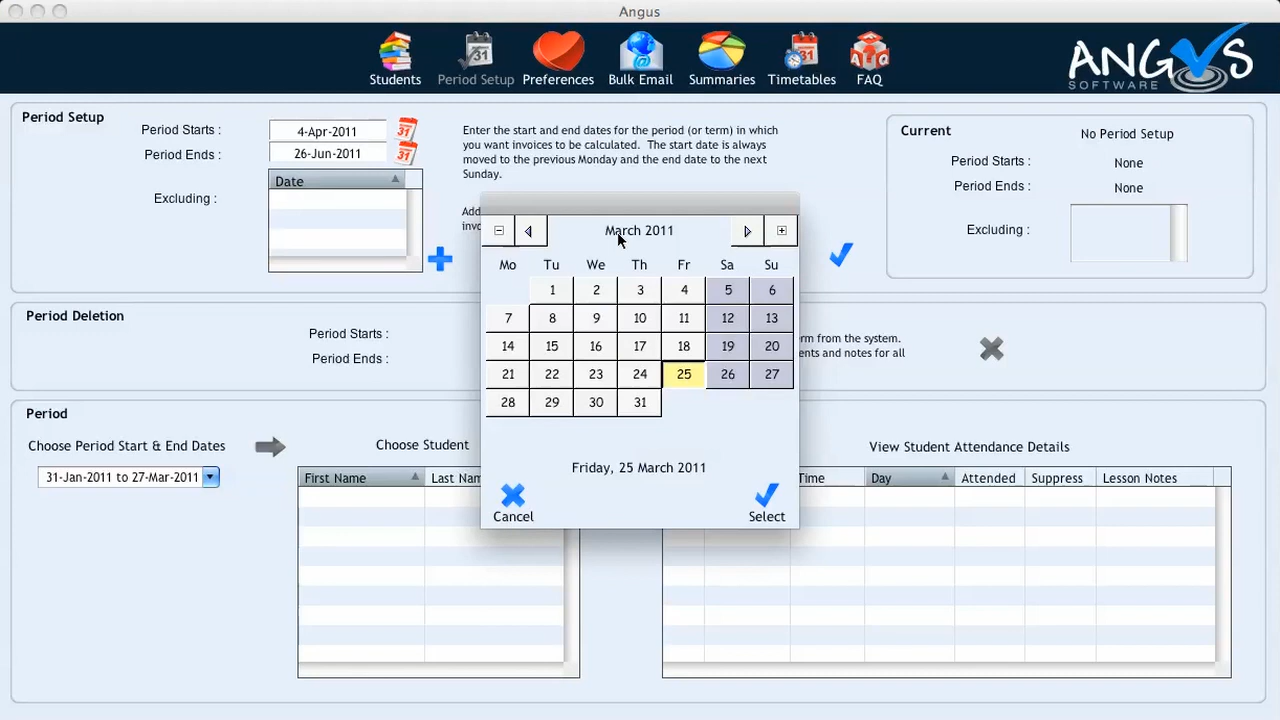 Angus
Students
Period Setup
Preferences
Bulk Email
Summaries
Timetables
FAQ
ANGUS
SOFTWARE
Period Setup
Period Starts :
4-Apr-2011
31
Period Ends :
26-Jun-2011
31
Excluding :
Date
Enter the start and end dates for the period (or term) in which
you want invoices to be calculated. The start date is always
moved to the previous Monday and the end date to the next
Sunday.
Current
No Period Setup
Period Starts :
None
Period Ends :
None
Excluding :
March 2011
Mo Tu We Th Fr Sa Su
1 2 3 4 5 6
7 8 9 10 11 12 13
14 15 16 17 18 19 20
21 22 23 24 25 26 27
28 29 30 31
Friday, 25 March 2011
Cancel
Select
Period Deletion
Period Starts :
Period Ends :
from the system.
and notes for all
Period
Choose Period Start & End Dates
31-Jan-2011 to 27-Mar-2011
Choose Student
First Name
View Student Attendance Details
Time
Day
Attended
Suppress
Lesson Notes